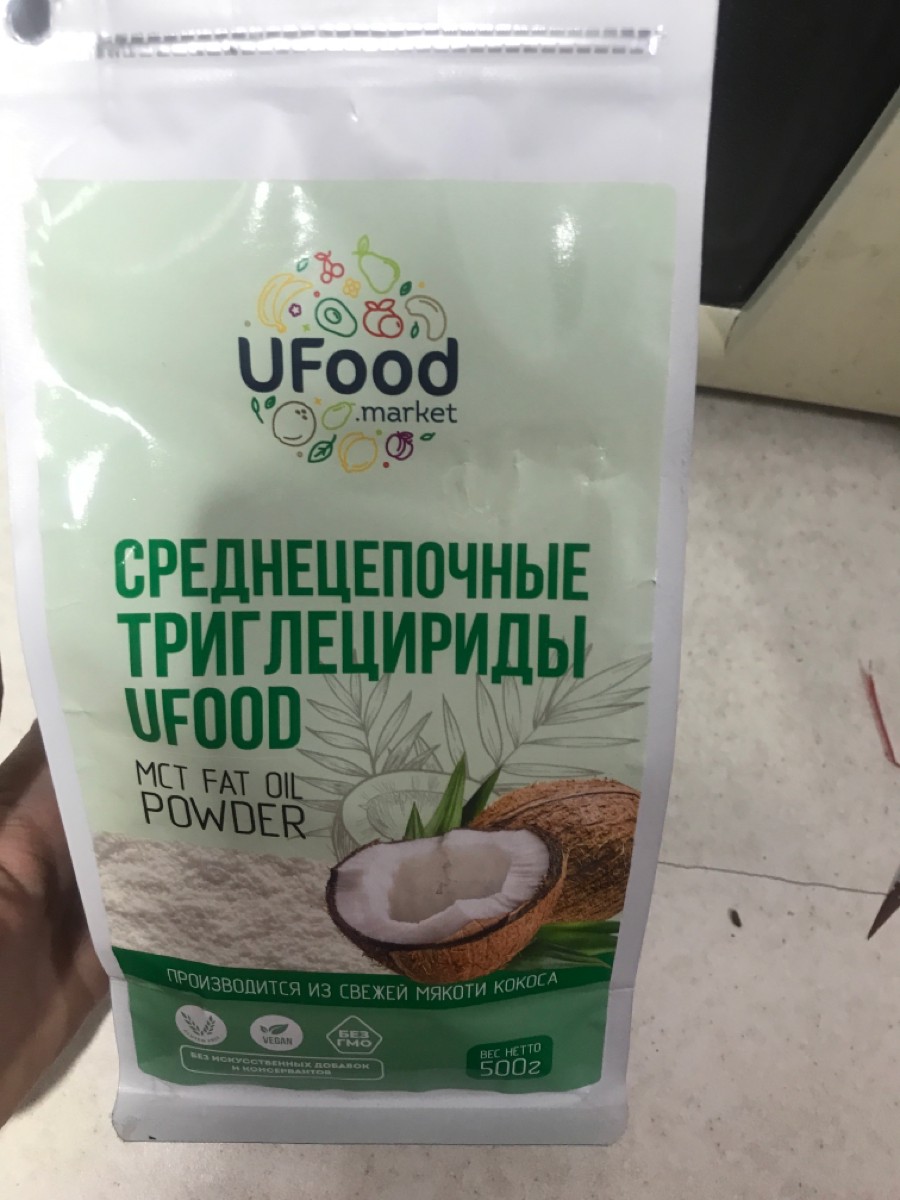 UFood
.market
СРЕДНЕЦЕПОЧНЫЕ
ТРИГЛЕЦИРИДЫ
UFOOD
MCT FAT OIL
POWDER
ПРОИЗВОДИТСЯ ИЗ СВЕЖЕЙ МЯКОТИ КОКОСА
VEGAN
БЕЗ
ГМО
БЕЗ ИСКУССТВЕННЫХ ДОБАВОК
И КОНСЕРВАНТОВ
ВЕС НЕТТО
500г